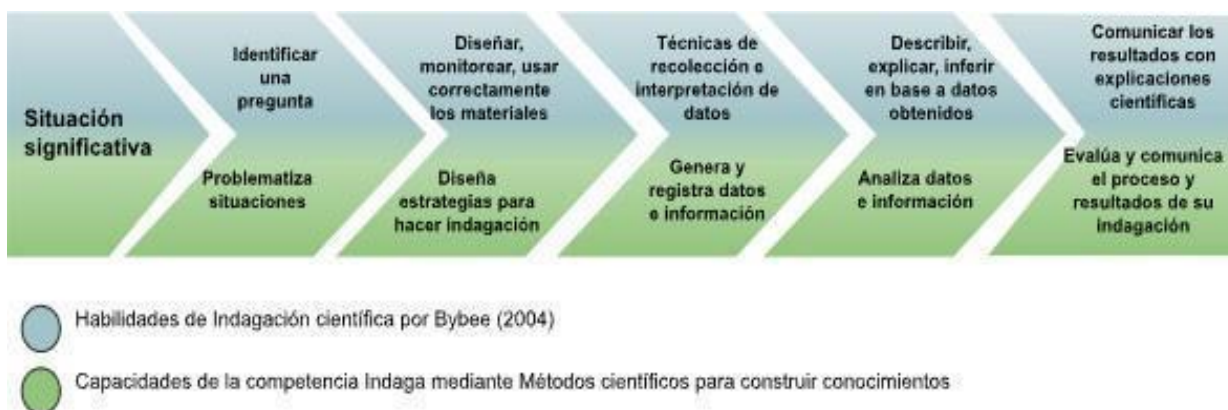 Situación
significativa
Identificar
una
pregunta
Problematiza
situaciones
Diseñar,
monitorear, usar
correctamente
los materiales
Diseña
estrategias para
hacer indagación
Técnicas de
recolección e
interpretación de
datos
Genera y
registra datos
e información
Describir,
explicar, inferir
en base a datos
obtenidos
Analiza datos
e información
Comunicar los
resultados con
explicaciones
científicas
Evalúa y comunica
el proceso y
resultados de su
indagación
Habilidades de Indagación científica por Bybee (2004)
Capacidades de la competencia Indaga mediante Métodos científicos para construir conocimientos